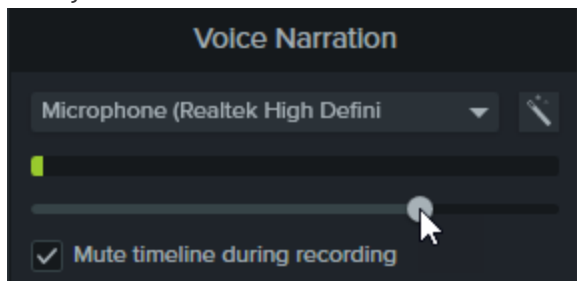 Voice Narration
Microphone (Realtek High Defini
Mute timeline during recording